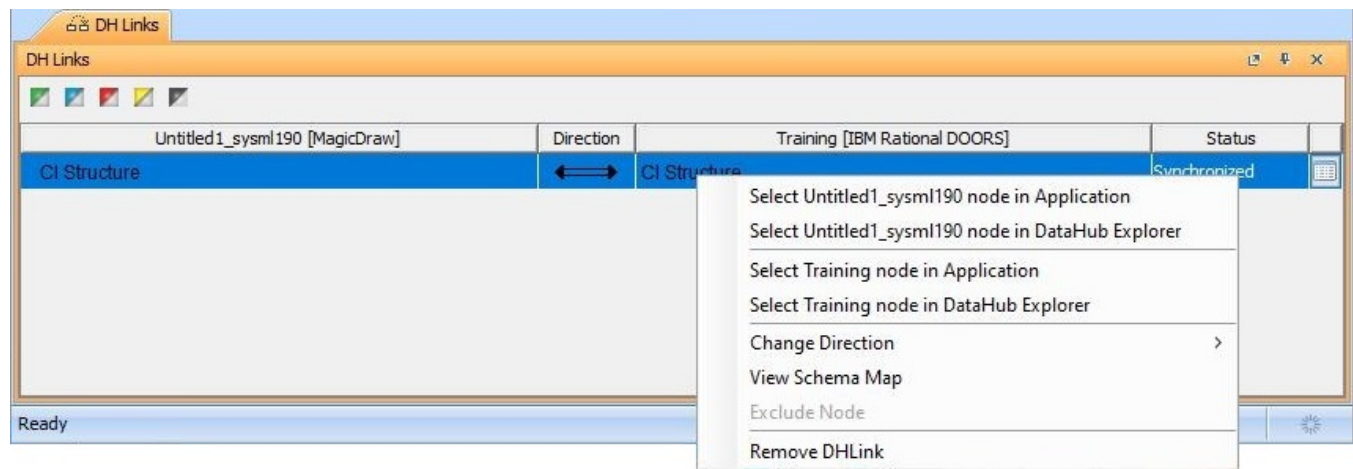 DH Links
DH Links
Untitled1_sysml190 [MagicDraw] Direction Training [IBM Rational DOORS] Status
CI Structure CI Structure Synchronized
Select Untitled1_sysml190 node in Application
Select Untitled1_sysml190 node in DataHub Explorer
Select Training node in Application
Select Training node in DataHub Explorer
Change Direction
View Schema Map
Exclude Node
Ready
Remove DHLink